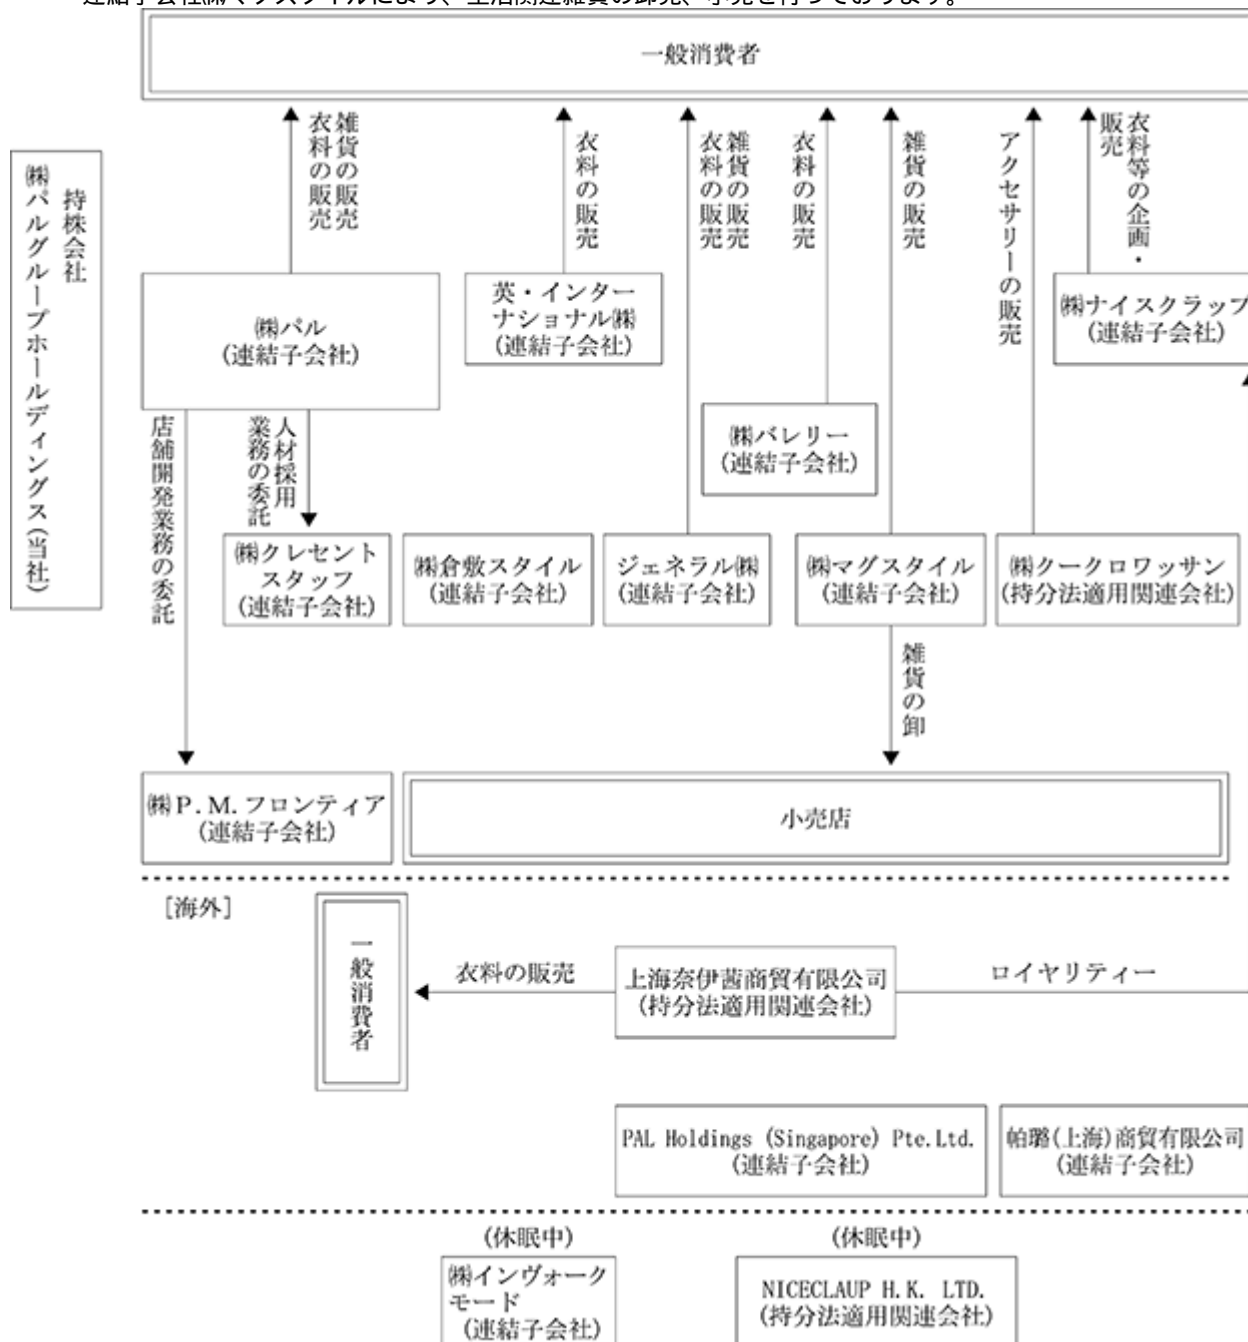 連結子会社㈱マグスタイルにより、生活関連雑貨の卸売、小売を行っております。
一般消費者
持株会社
㈱パルグループホールディングス(当社)
雑貨の販売
衣料の販売
衣料の販売
雑貨の販売
衣料の販売
衣料の販売
雑貨の販売
アクセサリーの販売
衣料等の企画・
販売
㈱パル
(連結子会社)
英・インター
ナショナル㈱
(連結子会社)
㈱ナイスクラップ
(連結子会社)
㈱バレリー
(連結子会社)
店舗開発業務の委託
人材採用
業務の委託
㈱クレセント
スタッフ
(連結子会社)
㈱倉敷スタイル
(連結子会社)
ジェネラル㈱
(連結子会社)
㈱マグスタイル
(連結子会社)
㈱クークロワッサン
(持分法適用関連会社)
雑貨の卸
㈱P.M.フロンティア
(連結子会社)
小売店
[海外]
一般消費者
衣料の販売
上海奈伊茜商貿有限公司
(持分法適用関連会社)
ロイヤリティー
PAL Holdings (Singapore) Pte.Ltd.
(連結子会社)
帕璐(上海)商貿有限公司
(連結子会社)
(休眠中)
㈱インヴォーク
モード
(連結子会社)
(休眠中)
NICECLAUP H.K. LTD.
(持分法適用関連会社)